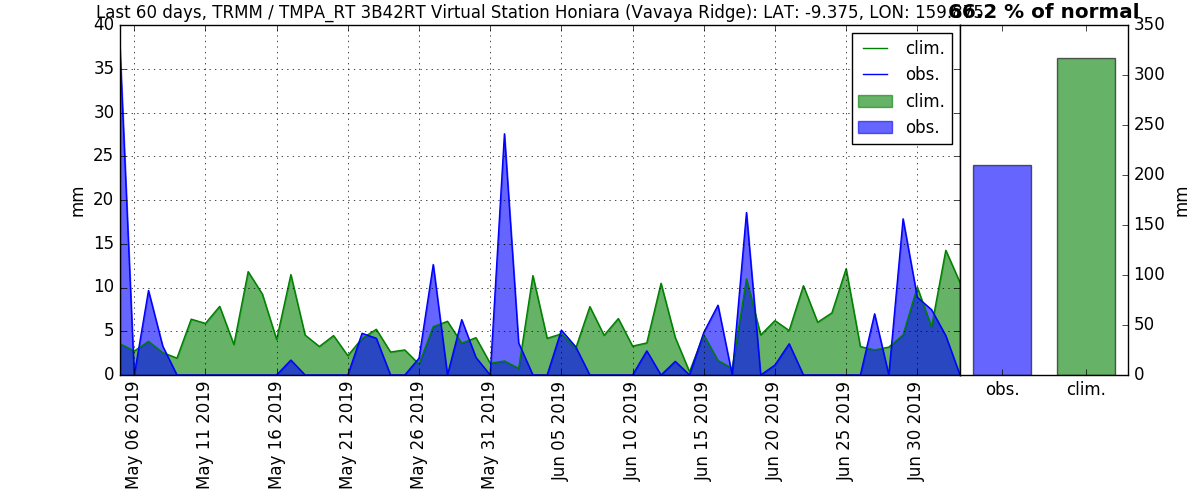 Last 60 days, TRMM / TMPA_RT 3B42RT Virtual Station Honiara (Vavaya Ridge): LAT: -9.375, LON:
66.2 % of normal
40
35
30
25
20
15
10
5
0
mm
clim.
obs.
clim.
obs.
May 06 2019
May 11 2019
May 16 2019
May 21 2019
May 26 2019
May 31 2019
Jun 05 2019
Jun 10 2019
Jun 15 2019
Jun 20 2019
Jun 25 2019
Jun 30 2019
350
300
250
200
150
100
50
0
mm
obs.
clim.